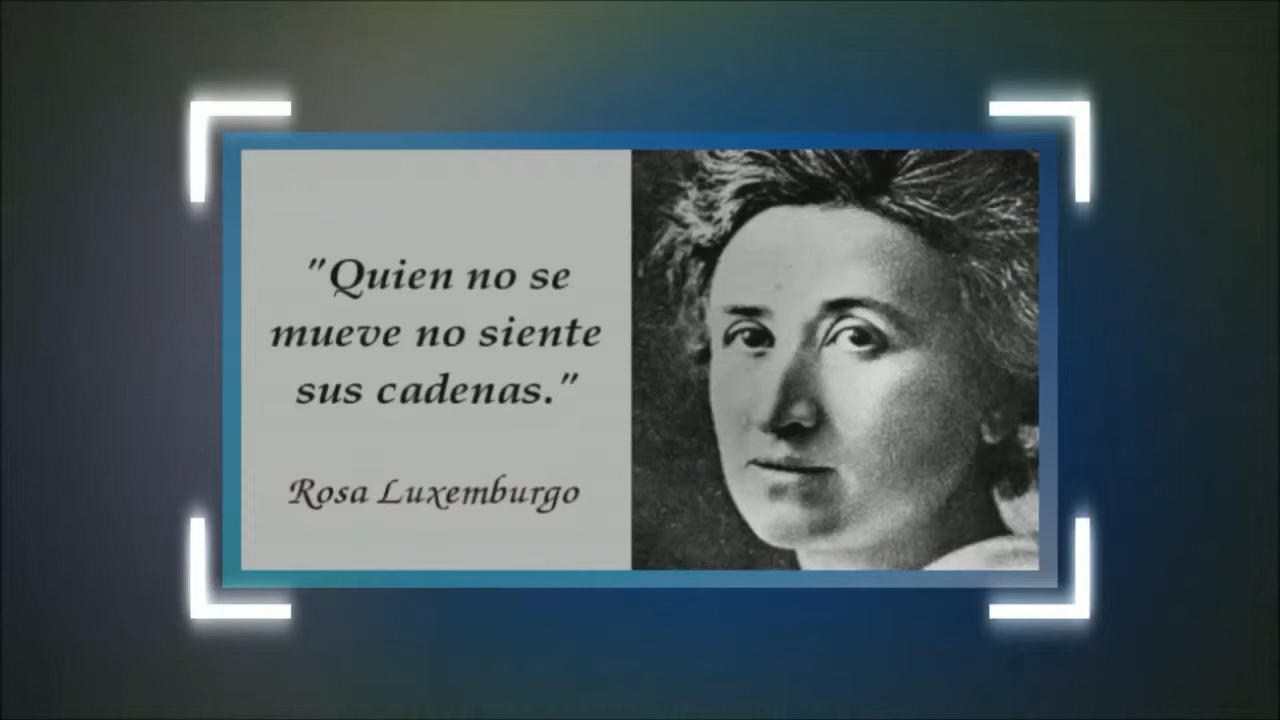 "Quien no se
mueve no siente
sus cadenas."
Rosa Luxemburgo